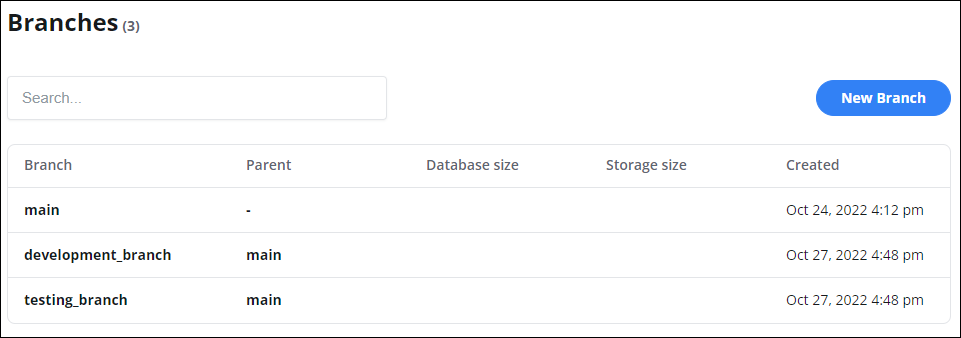 Branches (3)
Search...
New Branch
Branch Parent Database size Storage size Created
main - Oct 24, 2022 4:12 pm
development_branch main Oct 27, 2022 4:48 pm
testing_branch main Oct 27, 2022 4:48 pm